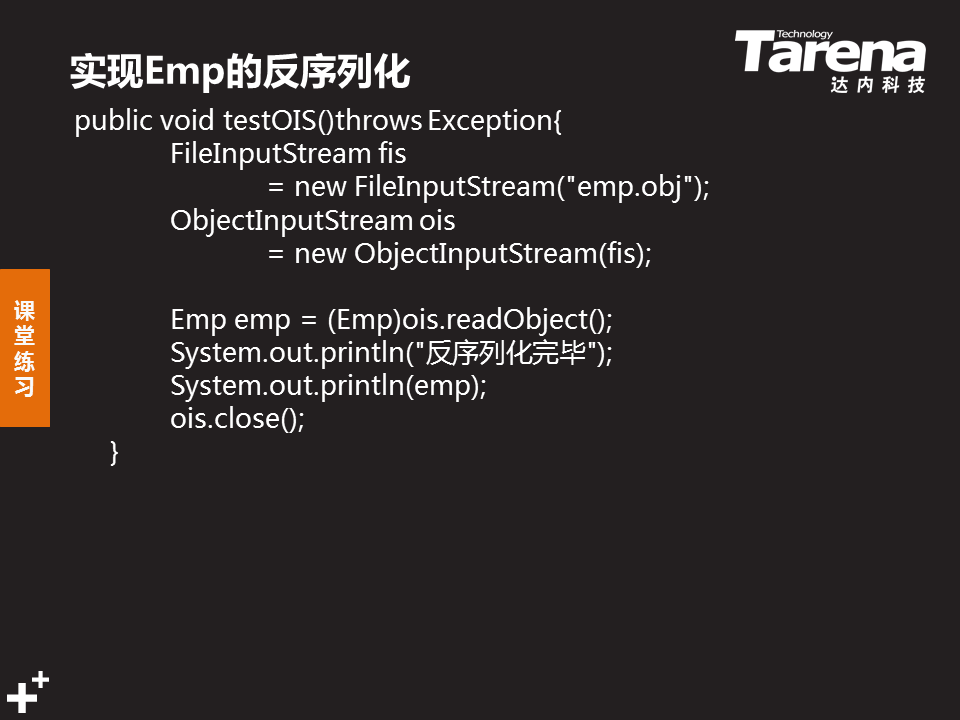 实现Emp的反序列化
Technology
Tarena
达内科技
public void testOIS()throws Exception{
FileInputStream fis
= new FileInputStream("emp.obj");
ObjectInputStream ois
= new ObjectInputStream(fis);
Emp emp = (Emp)ois.readObject();
System.out.println("反序列化完毕");
System.out.println(emp);
ois.close();
}
课堂练习